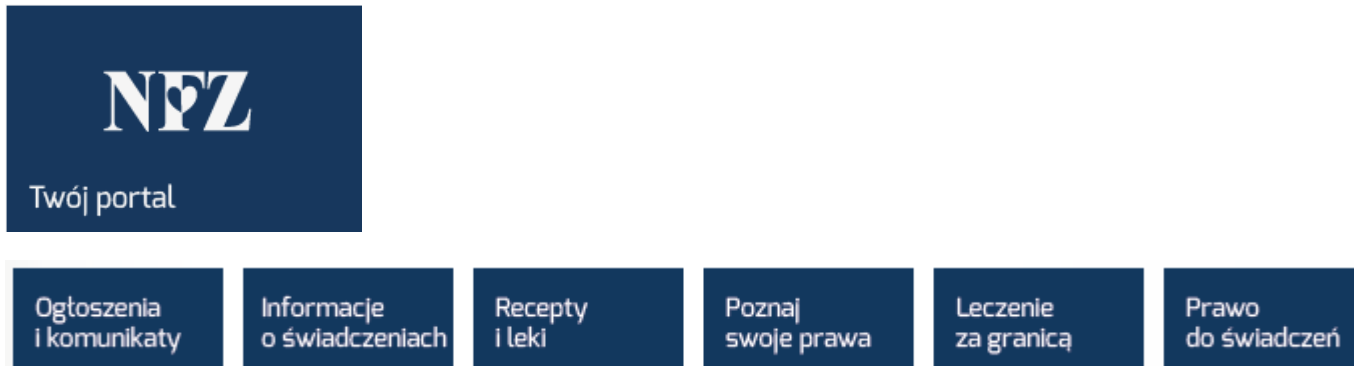 NFZ
Twój portal
Ogłoszenia
i komunikaty
Informacje
o świadczeniach
Recepty
i leki
Poznaj
swoje prawa
Leczenie
za granicą
Prawo
do świadczeń